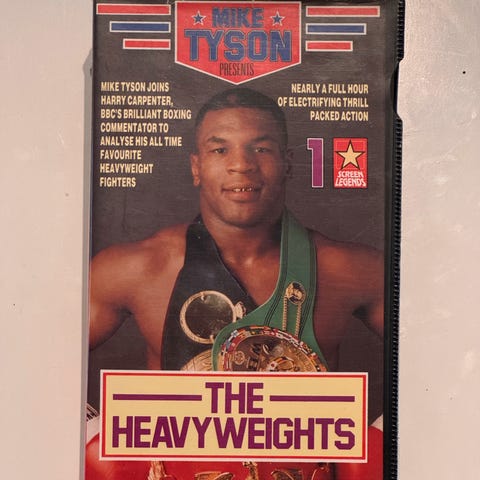 MIKE
TYSON
PRESENTS
MIKE TYSON JOINS
HARRY CARPENTER,
BBC'S BRILLIANT BOXING
COMMENTATOR TO
ANALYSE HIS ALL TIME
FAVOURITE
HEAVYWEIGHT
FIGHTERS
NEARLY A FULL HOUR
OF ELECTRIFYING THRILL
PACKED ACTION
1
SCREEN
LEGENDS
THE
HEAVYWEIGHTS